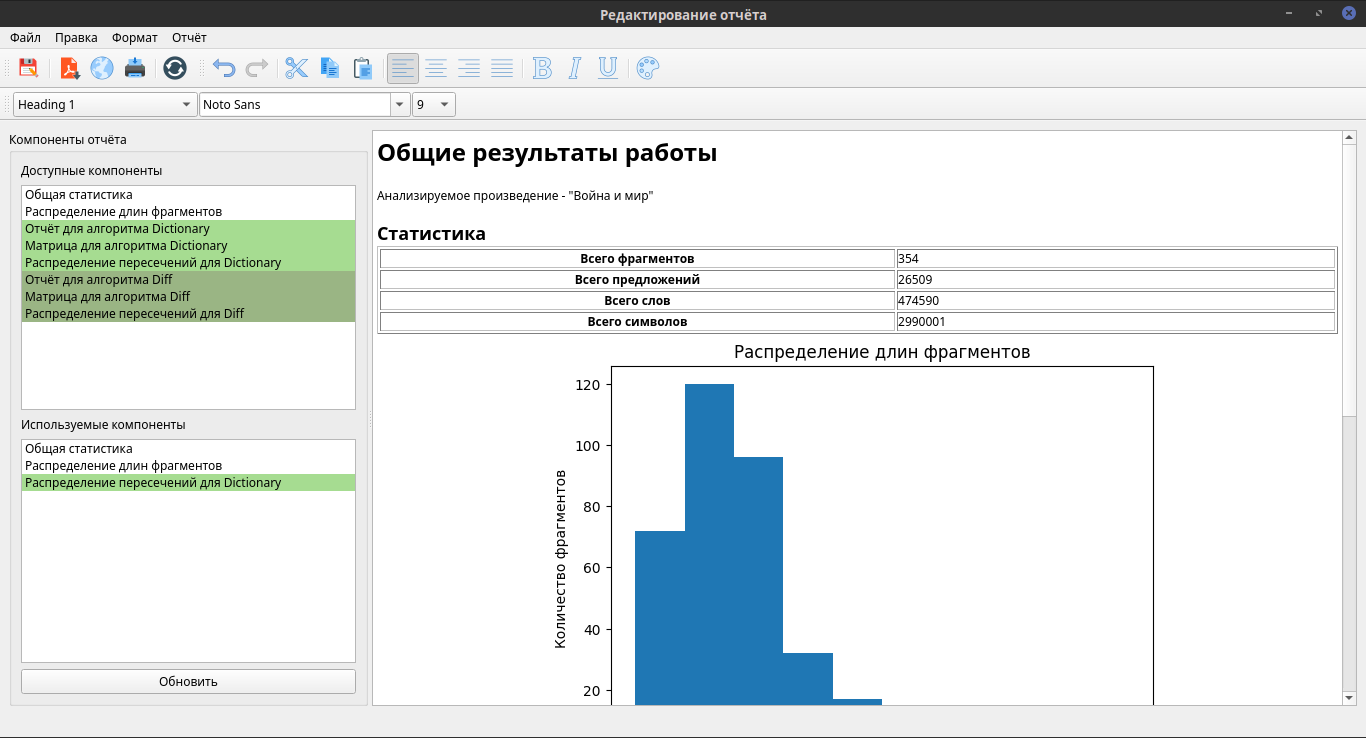 Редактирование отчёта
Файл Правка Формат Отчёт
B I U
Heading 1 Noto Sans 9
Компоненты отчёта
Доступные компоненты
Общая статистика
Распределение длин фрагментов
Отчёт для алгоритма Dictionary
Матрица для алгоритма Dictionary
Распределение пересечений для Dictionary
Отчёт для алгоритма Diff
Матрица для алгоритма Diff
Распределение пересечений для Diff
Используемые компоненты
Общая статистика
Распределение длин фрагментов
Распределение пересечений для Dictionary
Обновить
Общие результаты работы
Анализируемое произведение - "Война и мир"
Статистика
Всего фрагментов 354
Всего предложений 26509
Всего слов 474590
Всего символов 2990001
Распределение длин фрагментов
Количество фрагментов
120
100
80
60
40
20